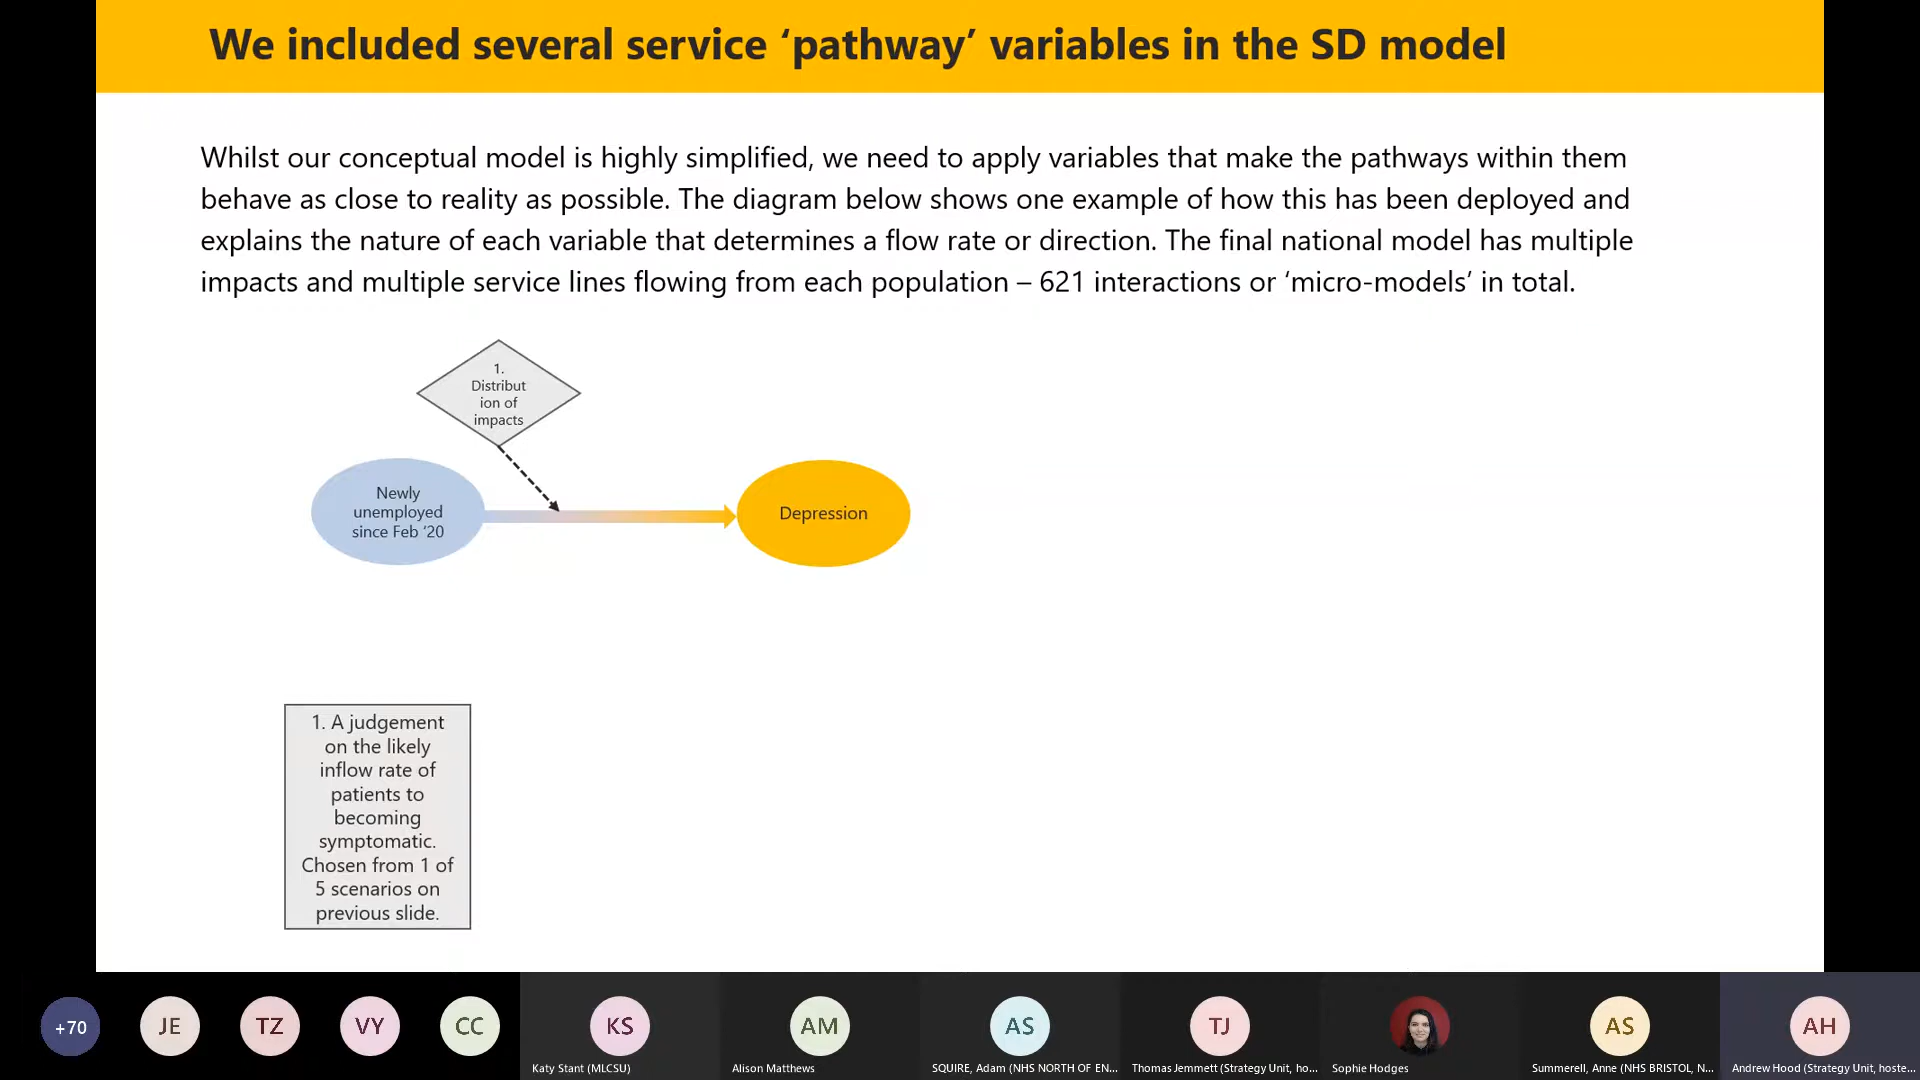 We included several service ‘pathway’ variables in the SD model
Whilst our conceptual model is highly simplified, we need to apply variables that make the pathways within them
behave as close to reality as possible. The diagram below shows one example of how this has been deployed and
explains the nature of each variable that determines a flow rate or direction. The final national model has multiple
impacts and multiple service lines flowing from each population – 621 interactions or ‘micro-models’ in total.
1.
Distribut
ion of
impacts
Newly
unemployed
since Feb ‘20
Depression
1. A judgement
on the likely
inflow rate of
patients to
becoming
symptomatic.
Chosen from 1 of
5 scenarios on
previous slide.
+70
JE
TZ
VY
CC
KS
AM
AS
TJ
AS
AH
Katy Stant (MLCSU)
Alison Matthews
SQUIRE, Adam (NHS NORTH OF EN...
Thomas Jemmett (Strategy Unit, ho...
Sophie Hodges
Summerell, Anne (NHS BRISTOL, N...
Andrew Hood (Strategy Unit, hoste...